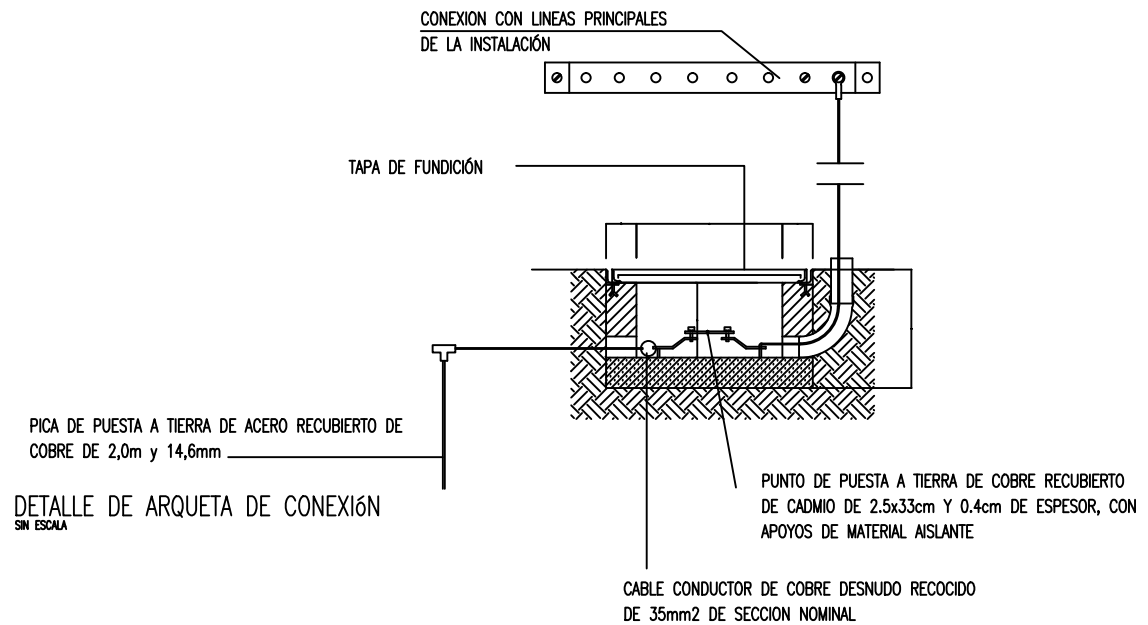 CONEXION CON LINEAS PRINCIPALES
DE LA INSTALACIÓN
TAPA DE FUNDICIÓN
PICA DE PUESTA A TIERRA DE ACERO RECUBIERTO DE
COBRE DE 2,0m y 14,6mm
DETALLE DE ARQUETA DE CONEXIóN
SIN ESCALA
PUNTO DE PUESTA A TIERRA DE COBRE RECUBIERTO
DE CADMIO DE 2.5x33cm Y 0.4cm DE ESPESOR, CON
APOYOS DE MATERIAL AISLANTE
CABLE CONDUCTOR DE COBRE DESNUDO RECOCIDO
DE 35mm2 DE SECCION NOMINAL